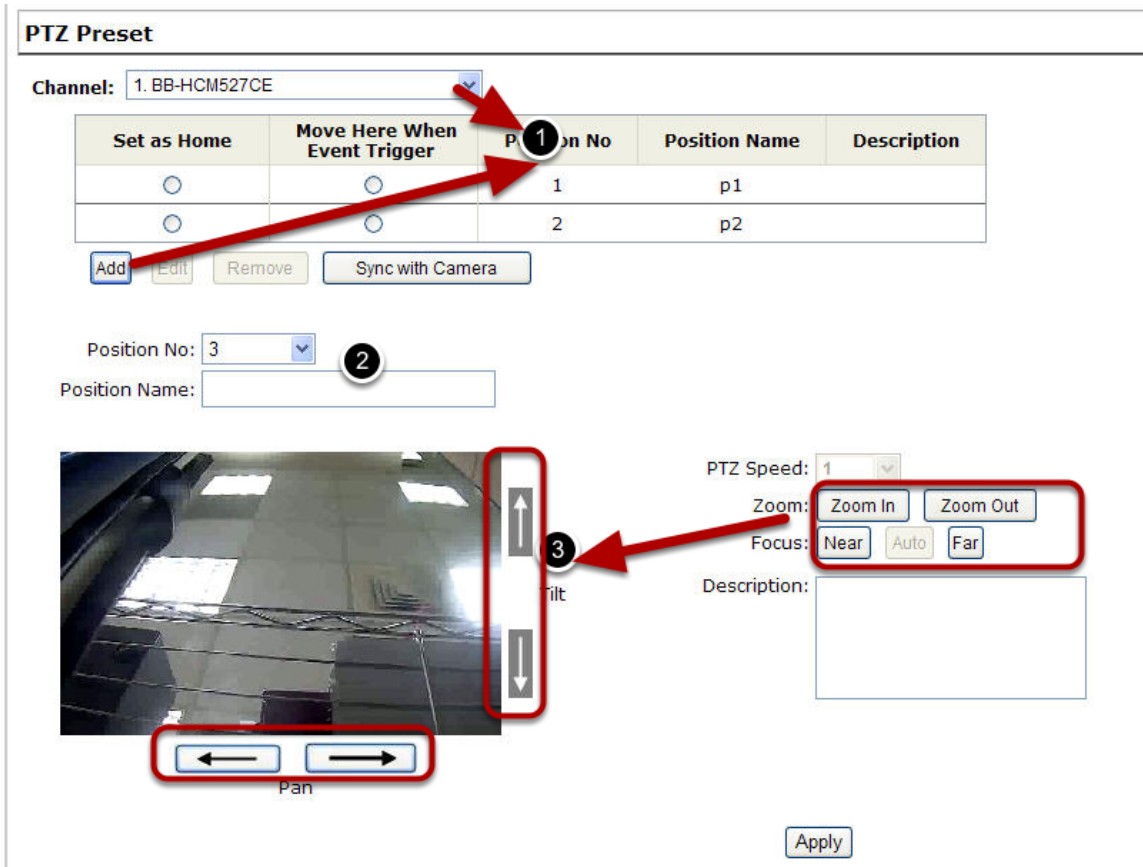 PTZ Preset
Channel: 1. BB-HCM527CE
Set as Home Move Here When Event Trigger on No Position Name Description
1
1 p1
2 p2
Add Edit Remove Sync with Camera
Position No: 3
2
Position Name:
PTZ Speed: 1
Zoom: Zoom In Zoom Out
3
Focus: Near Auto Far
Tilt
Description:
Pan
Apply